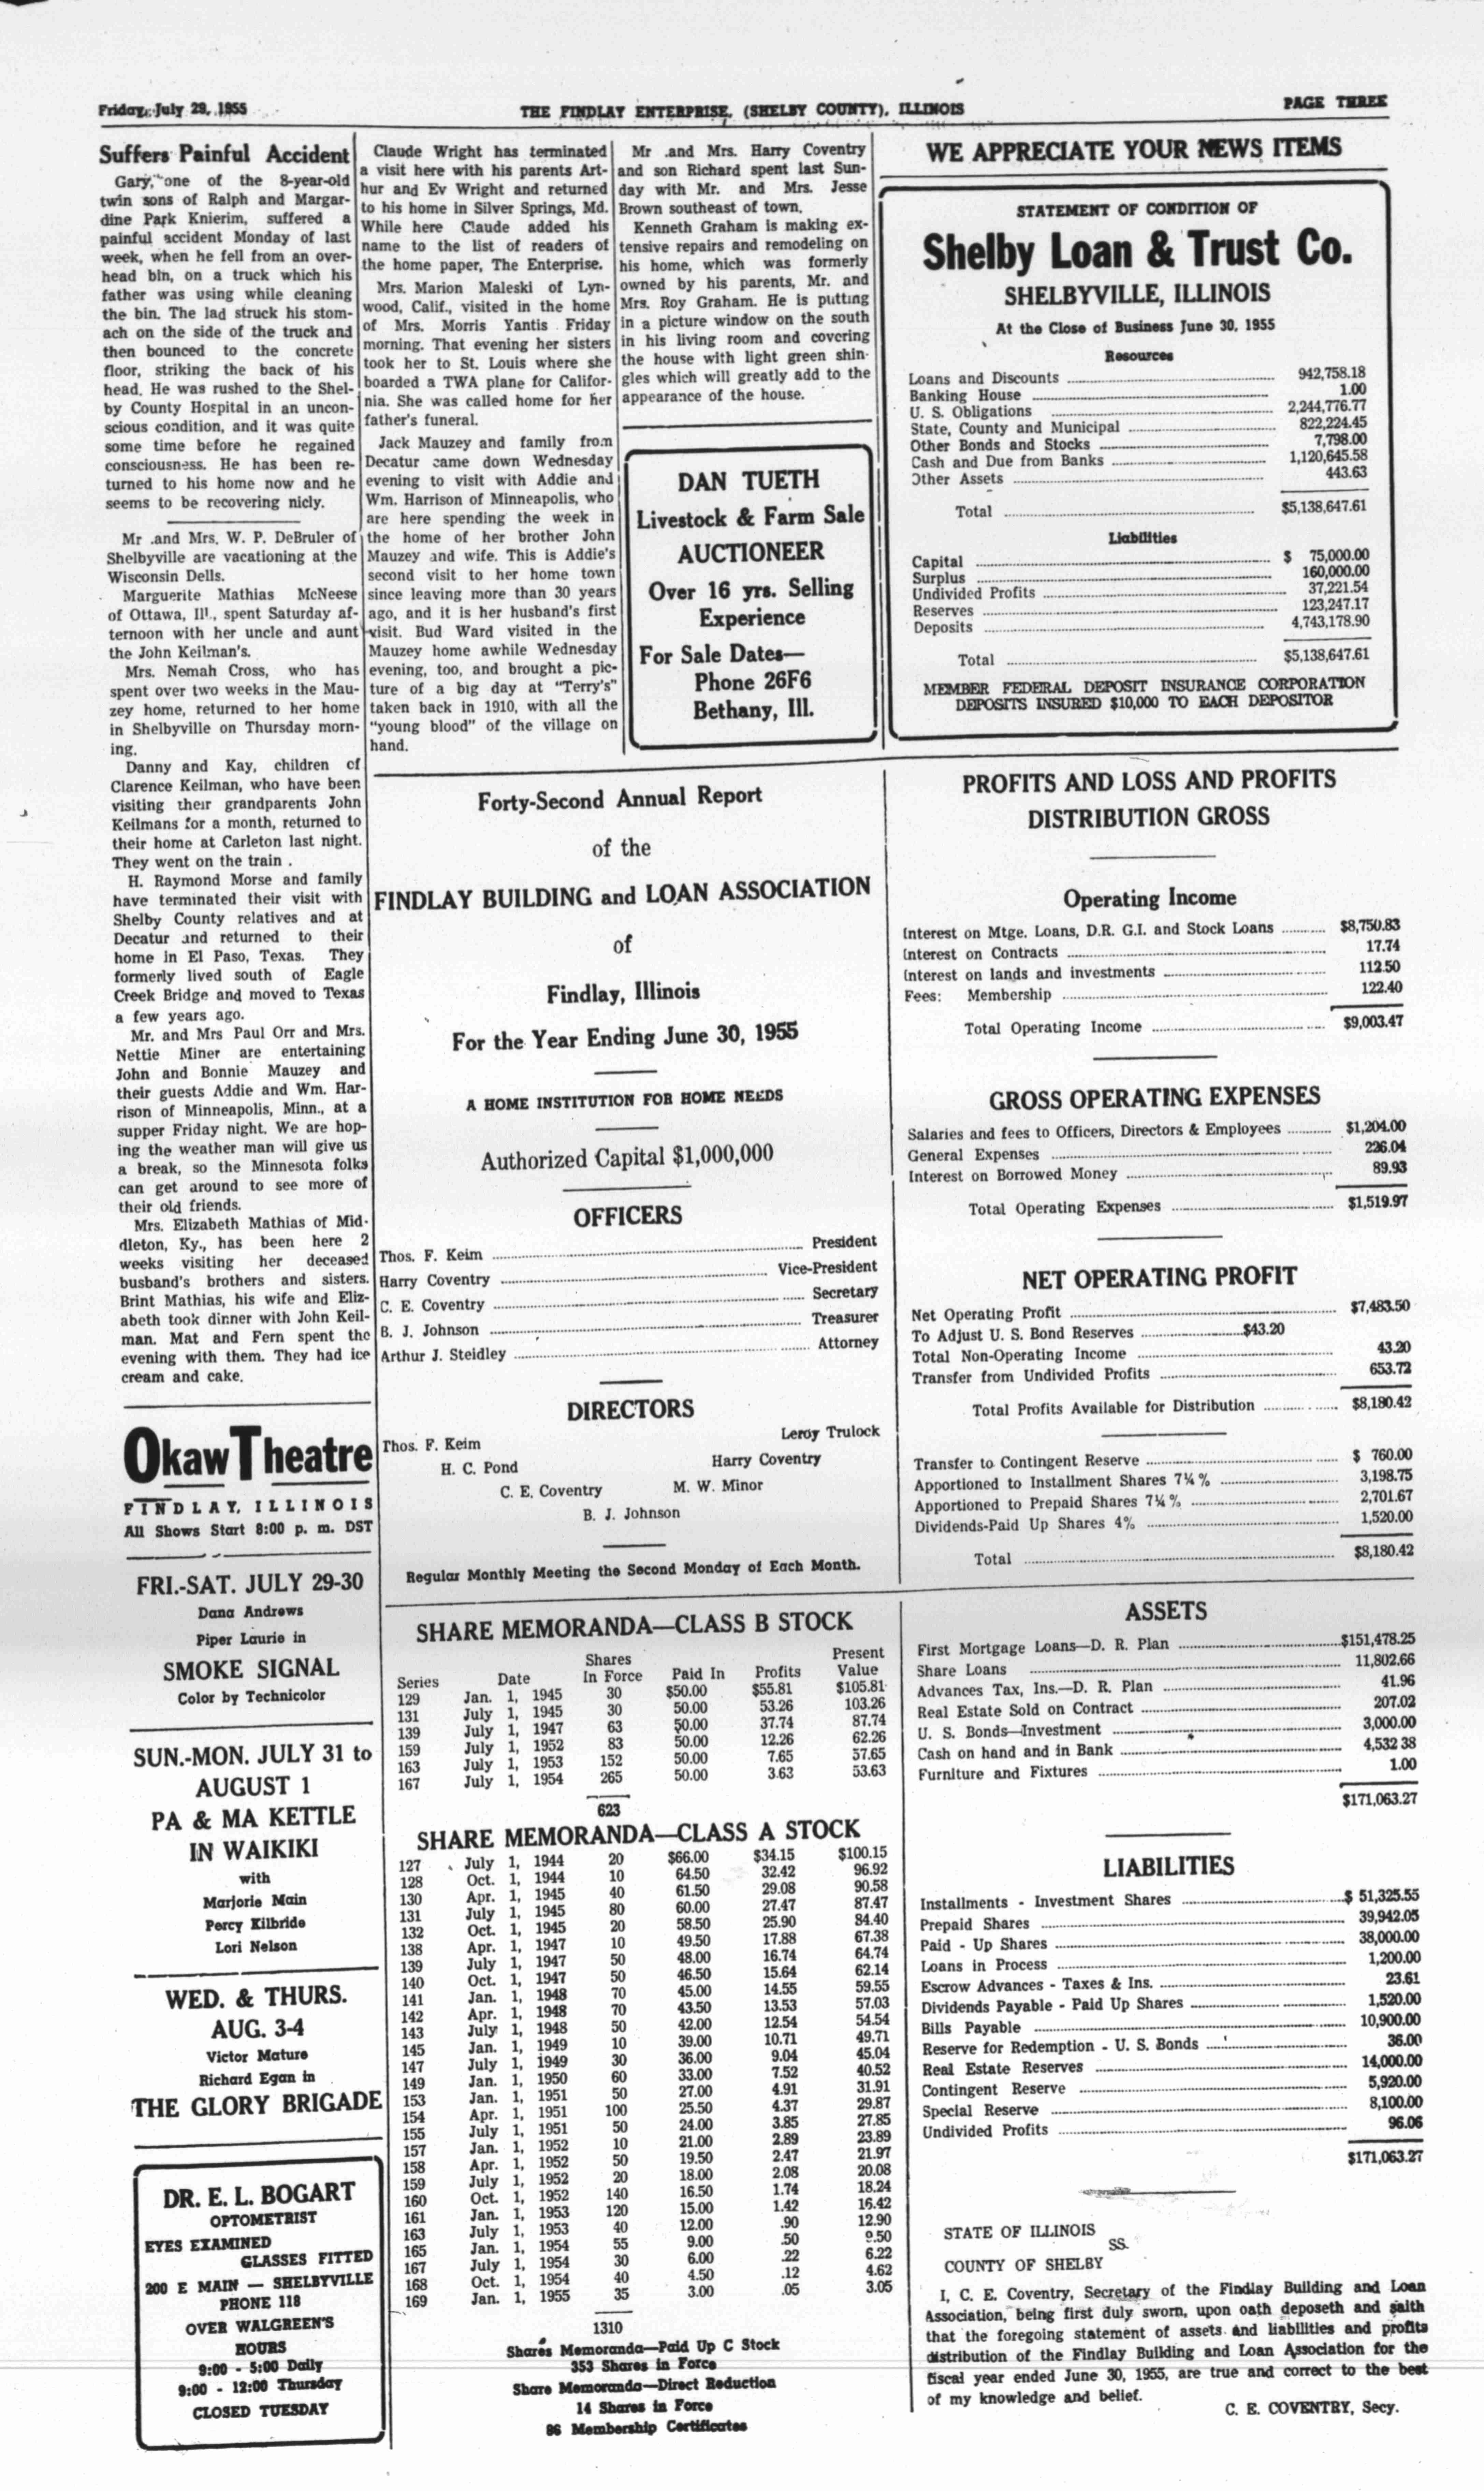 Friday, July 29, 1955
THE FINDLAY ENTERPRISE, (SHELBY COUNTY), ILLINOIS
PAGE THREE
Suffers Painful Accident
Gary, one of the 8-year-old
twin sons of Ralph and Margar-
dine Park Knierim, suffered a
painful accident Monday of last
week, when he fell from an over-
head bin, on a truck which his
father was using while cleaning
the bin. The lad struck his stom-
ach on the side of the truck and
then bounced to the concrete
floor, striking the back of his
head. He was rushed to the Shel-
by County Hospital in an uncon-
scious condition, and it was quite
some time before he regained
consciousness. He has been re-
turned to his home now and he
seems to be recovering nicly.
Mr .and Mrs. W. P. DeBruler of
Shelbyville are vacationing at the
Wisconsin Dells.
Marguerite Mathias McNeese
of Ottawa, Ill., spent Saturday af-
ternoon with her uncle and aunt
the John Keilman's.
Mrs. Nemah Cross, who has
spent over two weeks in the Mau-
zey home, returned to her home
in Shelbyville on Thursday morn-
ing.
Danny and Kay, children of
Clarence Keilman, who have been
visiting their grandparents John
Keilmans for a month, returned to
their home at Carleton last night.
They went on the train .
H. Raymond Morse and family
have terminated their visit with
Shelby County relatives and at
Decatur and returned to their
home in El Paso, Texas. They
formerly lived south of Eagle
Creek Bridge and moved to Texas
a few years ago.
Mr. and Mrs Paul Orr and Mrs.
Nettie Miner are entertaining
John and Bonnie Mauzey and
their guests Addie and Wm. Har-
rison of Minneapolis, Minn., at a
supper Friday night. We are hop-
ing the weather man will give us
a break, so the Minnesota folks
can get around to see more of
their old friends.
Mrs. Elizabeth Mathias of Mid-
dleton, Ky., has been here 2
weeks visiting her deceased
busband's brothers and sisters.
Brint Mathias, his wife and Eliz-
abeth took dinner with John Keil-
man. Mat and Fern spent the
evening with them. They had ice
cream and cake.
Okaw Theatre
FINDLAY, ILLINOIS
All Shows Start 8:00 p. m. DST
FRI.-SAT. JULY 29-30
Dana Andrews
Piper Laurie in
SMOKE SIGNAL
Color by Technicolor
SUN.-MON. JULY 31 to
AUGUST 1
PA & MA KETTLE
IN WAIKIKI
with
Marjorie Main
Percy Kilbride
Lori Nelson
WED. & THURS.
AUG. 3-4
Victor Mature
Richard Egan in
THE GLORY BRIGADE
DR. E. L. BOGART
OPTOMETRIST
EYES EXAMINED
GLASSES FITTED
200 E MAIN — SHELBYVILLE
PHONE 118
OVER WALGREEN'S
HOURS
9:00 - 5:00 Daily
9:00 - 12:00 Thursday
CLOSED TUESDAY
Claude Wright has terminated
a visit here with his parents Art-
hur and Ev Wright and returned
to his home in Silver Springs, Md.
While here Claude added his
name to the list of readers of
the home paper, The Enterprise.
Mrs. Marion Maleski of Lyn-
wood, Calif., visited in the home
of Mrs. Morris Yantis Friday
morning. That evening her sisters
took her to St. Louis where she
boarded a TWA plane for Califor-
nia. She was called home for her
father's funeral.
Jack Mauzey and family from
Decatur came down Wednesday
evening to visit with Addie and
Wm. Harrison of Minneapolis, who
are here spending the week in
the home of her brother John
Mauzey and wife. This is Addie's
second visit to her home town
since leaving more than 30 years
ago, and it is her husband's first
visit. Bud Ward visited in the
Mauzey home awhile Wednesday
evening, too, and brought a pic-
ture of a big day at "Terry's"
taken back in 1910, with all the
"young blood" of the village on
hand.
Mr .and Mrs. Harry Coventry
and son Richard spent last Sun-
day with Mr. and Mrs. Jesse
Brown southeast of town.
Kenneth Graham is making ex-
tensive repairs and remodeling on
his home, which was formerly
owned by his parents, Mr. and
Mrs. Roy Graham. He is putting
in a picture window on the south
in his living room and covering
the house with light green shin-
gles which will greatly add to the
appearance of the house.
DAN TUETH
Livestock & Farm Sale
AUCTIONEER
Over 16 yrs. Selling
Experience
For Sale Dates—
Phone 26F6
Bethany, Ill.
WE APPRECIATE YOUR NEWS ITEMS
STATEMENT OF CONDITION OF
Shelby Loan & Trust Co.
SHELBYVILLE, ILLINOIS
At the Close of Business June 30, 1955
Resources
Loans and Discounts 942,758.18
Banking House 1.00
U. S. Obligations 2,244,776.77
State, County and Municipal 822,224.45
Other Bonds and Stocks 7,798.00
Cash and Due from Banks 1,120,645.58
Other Assets 443.63
Total $5,138,647.61
Liabilities
Capital $ 75,000.00
Surplus 160,000.00
Undivided Profits 37,221.54
Reserves 123,247.17
Deposits 4,743,178.90
Total $5,138,647.61
MEMBER FEDERAL DEPOSIT INSURANCE CORPORATION
DEPOSITS INSURED $10,000 TO EACH DEPOSITOR
Forty-Second Annual Report
of the
FINDLAY BUILDING and LOAN ASSOCIATION
of
Findlay, Illinois
For the Year Ending June 30, 1955
A HOME INSTITUTION FOR HOME NEEDS
Authorized Capital $1,000,000
OFFICERS
Thos. F. Keim President
Harry Coventry Vice-President
C. E. Coventry Secretary
B. J. Johnson Treasurer
Arthur J. Steidley Attorney
DIRECTORS
Thos. F. Keim Leroy Trulock
H. C. Pond Harry Coventry
C. E. Coventry M. W. Minor
B. J. Johnson
Regular Monthly Meeting the Second Monday of Each Month.
SHARE MEMORANDA—CLASS B STOCK
Series Date Shares In Force Paid In Profits Present Value
129 Jan. 1, 1945 30 $50.00 $55.81 $105.81
131 July 1, 1945 30 50.00 53.26 103.26
139 July 1, 1947 63 50.00 37.74 87.74
159 July 1, 1952 83 50.00 12.26 62.26
163 July 1, 1953 152 50.00 7.65 57.65
167 July 1, 1954 265 50.00 3.63 53.63
623
SHARE MEMORANDA—CLASS A STOCK
127 July 1, 1944 20 $66.00 $34.15 $100.15
128 Oct. 1, 1944 10 64.50 32.42 96.92
130 Apr. 1, 1945 40 61.50 29.08 90.58
131 July 1, 1945 80 60.00 27.47 87.47
132 Oct. 1, 1945 20 58.50 25.90 84.40
138 Apr. 1, 1947 10 49.50 17.88 67.38
139 July 1, 1947 50 48.00 16.74 64.74
140 Oct. 1, 1947 50 46.50 15.64 62.14
141 Jan. 1, 1948 70 45.00 14.55 59.55
142 Apr. 1, 1948 70 43.50 13.53 57.03
143 July 1, 1948 50 42.00 12.54 54.54
145 Jan. 1, 1949 10 39.00 10.71 49.71
147 July 1, 1949 30 36.00 9.04 45.04
149 Jan. 1, 1950 60 33.00 7.52 40.52
153 Jan. 1, 1951 50 27.00 4.91 31.91
154 Apr. 1, 1951 100 25.50 4.37 29.87
155 July 1, 1951 50 24.00 3.85 27.85
157 Jan. 1, 1952 10 21.00 2.89 23.89
158 Apr. 1, 1952 50 19.50 2.47 21.97
159 July 1, 1952 20 18.00 2.08 20.08
160 Oct. 1, 1952 140 16.50 1.74 18.24
161 Jan. 1, 1953 120 15.00 1.42 16.42
163 July 1, 1953 40 12.00 .90 12.90
165 Jan. 1, 1954 55 9.00 .50 9.50
167 July 1, 1954 30 6.00 .22 6.22
168 Oct. 1, 1954 40 4.50 .12 4.62
169 Jan. 1, 1955 35 3.00 .05 3.05
1310
Shares Memoranda—Paid Up C Stock
353 Shares in Force
Share Memoranda—Direct Reduction
14 Shares in Force
86 Membership Certificates
PROFITS AND LOSS AND PROFITS
DISTRIBUTION GROSS
Operating Income
Interest on Mtge. Loans, D.R. G.I. and Stock Loans $8,750.83
Interest on Contracts 17.74
Interest on lands and investments 112.50
Fees: Membership 122.40
Total Operating Income $9,003.47
GROSS OPERATING EXPENSES
Salaries and fees to Officers, Directors & Employees $1,204.00
General Expenses 226.04
Interest on Borrowed Money 89.93
Total Operating Expenses $1,519.97
NET OPERATING PROFIT
Net Operating Profit $7,483.50
To Adjust U. S. Bond Reserves $43.20
Total Non-Operating Income 43.20
Transfer from Undivided Profits 653.72
Total Profits Available for Distribution $8,180.42
Transfer to Contingent Reserve $ 760.00
Apportioned to Installment Shares 7¼% 3,198.75
Apportioned to Prepaid Shares 7¼% 2,701.67
Dividends-Paid Up Shares 4% 1,520.00
Total $8,180.42
ASSETS
First Mortgage Loans—D. R. Plan $151,478.25
Share Loans 11,802.66
Advances Tax, Ins.—D. R. Plan 41.96
Real Estate Sold on Contract 207.02
U. S. Bonds—Investment 3,000.00
Cash on hand and in Bank 4,532 38
Furniture and Fixtures 1.00
$171,063.27
LIABILITIES
Installments - Investment Shares $ 51,325.55
Prepaid Shares 39,942.05
Paid - Up Shares 38,000.00
Loans in Process 1,200.00
Escrow Advances - Taxes & Ins. 23.61
Dividends Payable - Paid Up Shares 1,520.00
Bills Payable 10,900.00
Reserve for Redemption - U. S. Bonds 36.00
Real Estate Reserves 14,000.00
Contingent Reserve 5,920.00
Special Reserve 8,100.00
Undivided Profits 96.06
$171,063.27
STATE OF ILLINOIS
SS.
COUNTY OF SHELBY
I, C. E. Coventry, Secretary of the Findlay Building and Loan
Association, being first duly sworn, upon oath deposeth and saith
that the foregoing statement of assets and liabilities and profits
distribution of the Findlay Building and Loan Association for the
fiscal year ended June 30, 1955, are true and correct to the best
of my knowledge and belief.
C. E. COVENTRY, Secy.